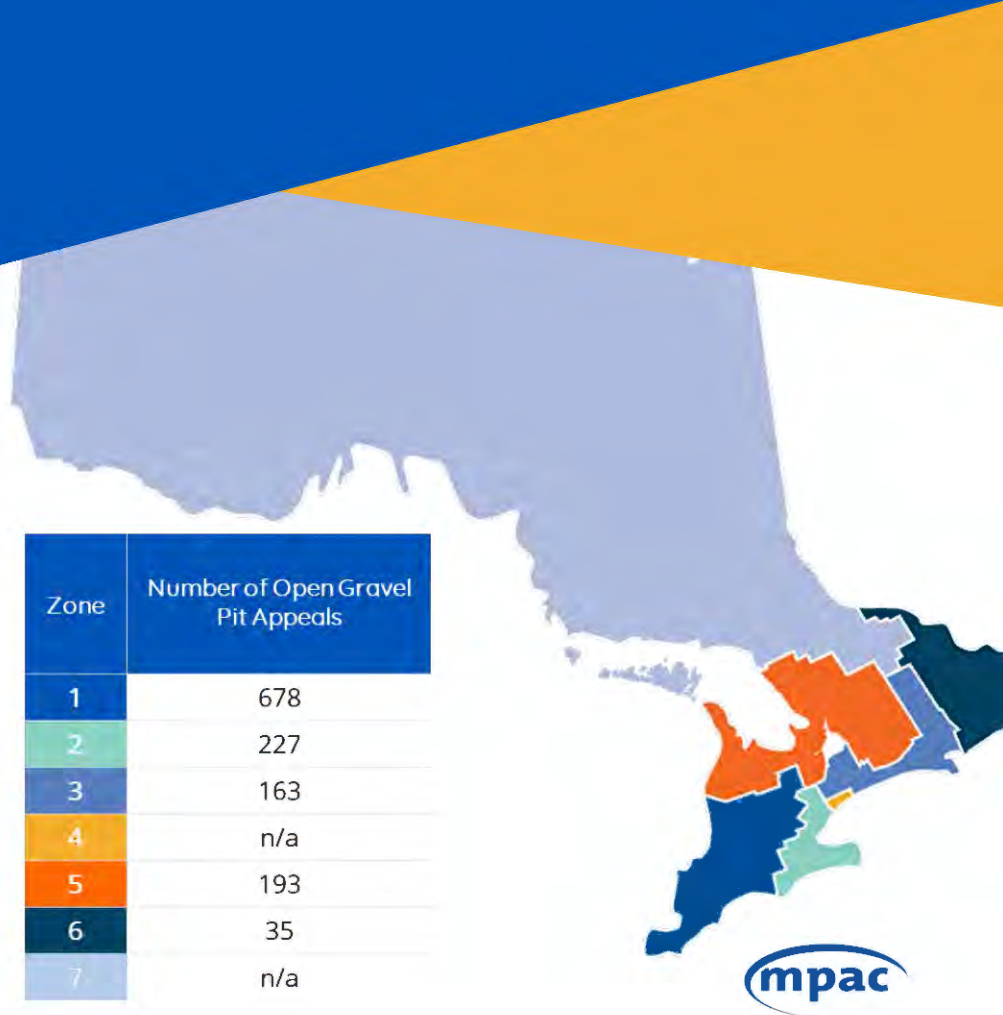 Zone Number of Open Gravel
Pit Appeals
1 678
2 227
3 163
4 n/a
5 193
6 35
7 n/a
mpac